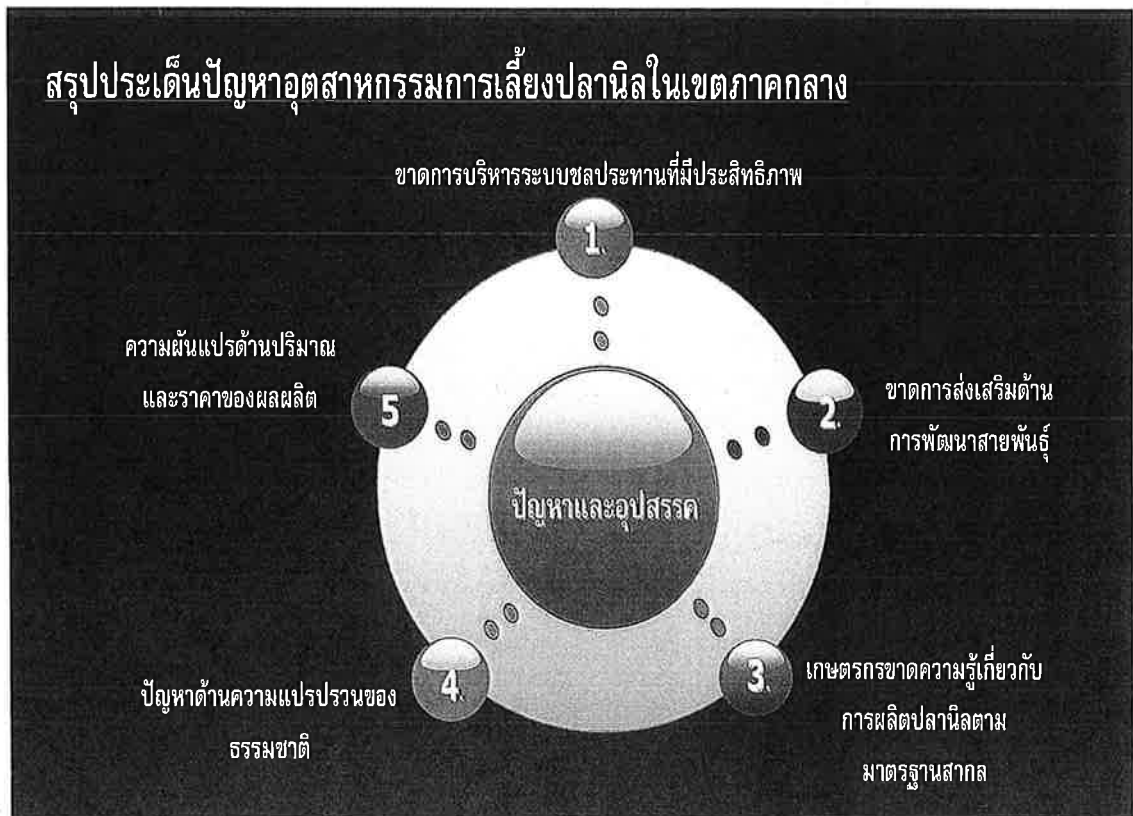 สรุปประเด็นปัญหาอุตสาหกรรมการเลี้ยงปลานิลในเขตภาคกลาง
ขาดการบริหารระบบชลประทานที่มีประสิทธิภาพ
1.
ความผันแปรด้านปริมาณ
และราคาของผลผลิต
5
2.
ขาดการส่งเสริมด้าน
การพัฒนาสายพันธุ์
ปัญหาและอุปสรรค
ปัญหาด้านความแปรปรวนของ
ธรรมชาติ
4.
3.
เกษตรกรขาดความรู้เกี่ยวกับ
การผลิตปลานิลตาม
มาตรฐานสากล